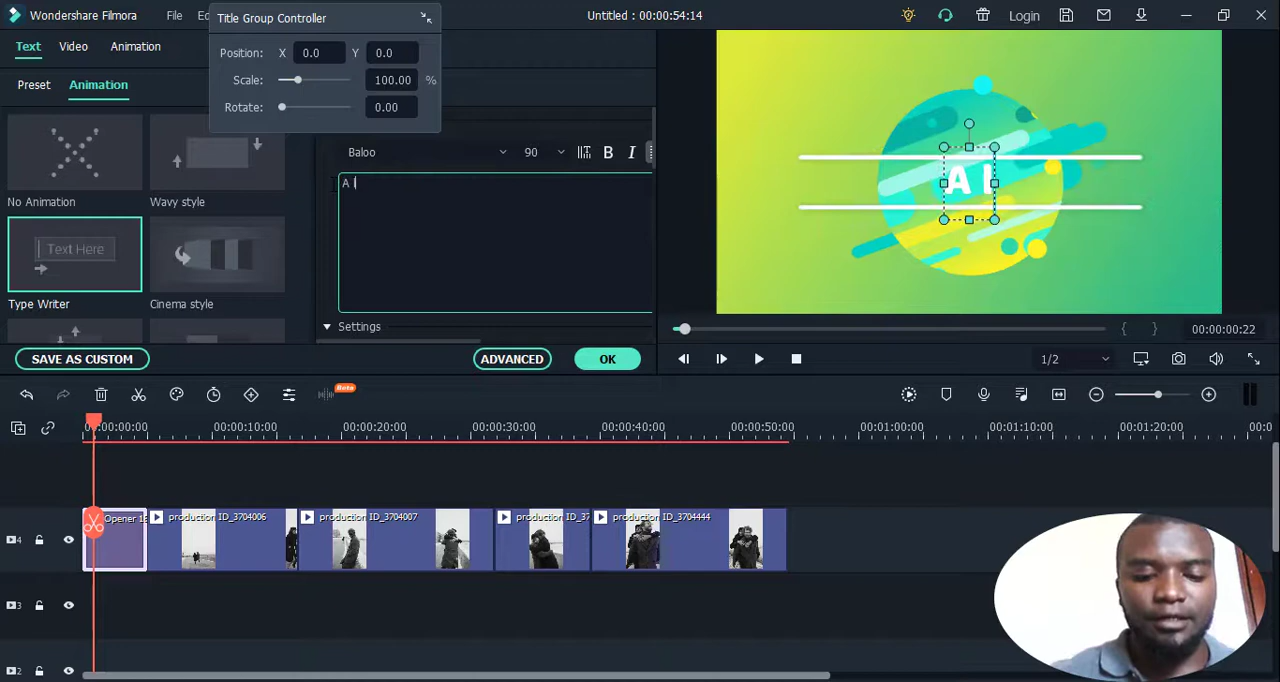 Wondershare Filmora
File
Title Group Controller
Untitled : 00:00:54:14
Login
Text
Video
Animation
Position:
X
0.0
Y
0.0
Scale:
100.00
%
Rotate:
0.00
Preset
Animation
No Animation
Wavy style
Text Here
Type Writer
Cinema style
Baloo
90
B
I
A l
Settings
A l
SAVE AS CUSTOM
ADVANCED
OK
{
}
00:00:00:22
1/2
Beta
00:00:00:00
00:00:10:00
00:00:20:00
00:00:30:00
00:00:40:00
00:00:50:00
00:01:00:00
00:01:10:00
00:01:20:00
4
Opener
production ID_3704006
production ID_3704007
production ID_37
production ID_3704444
3
2